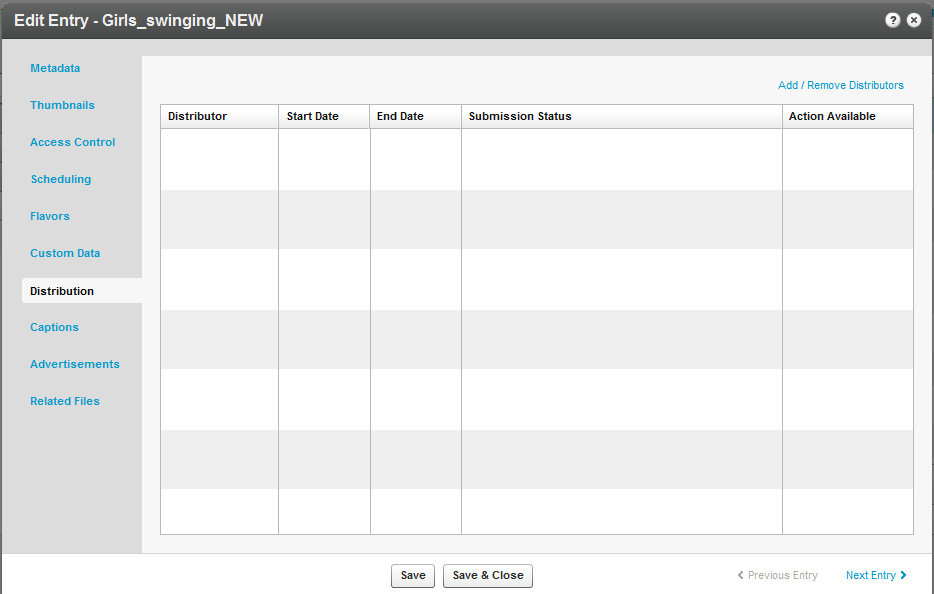 Edit Entry - Girls_swinging_NEW
?
Metadata
Thumbnails
Access Control
Scheduling
Flavors
Custom Data
Distribution
Captions
Advertisements
Related Files
Add / Remove Distributors
Distributor Start Date End Date Submission Status Action Available
Save Save & Close Previous Entry Next Entry